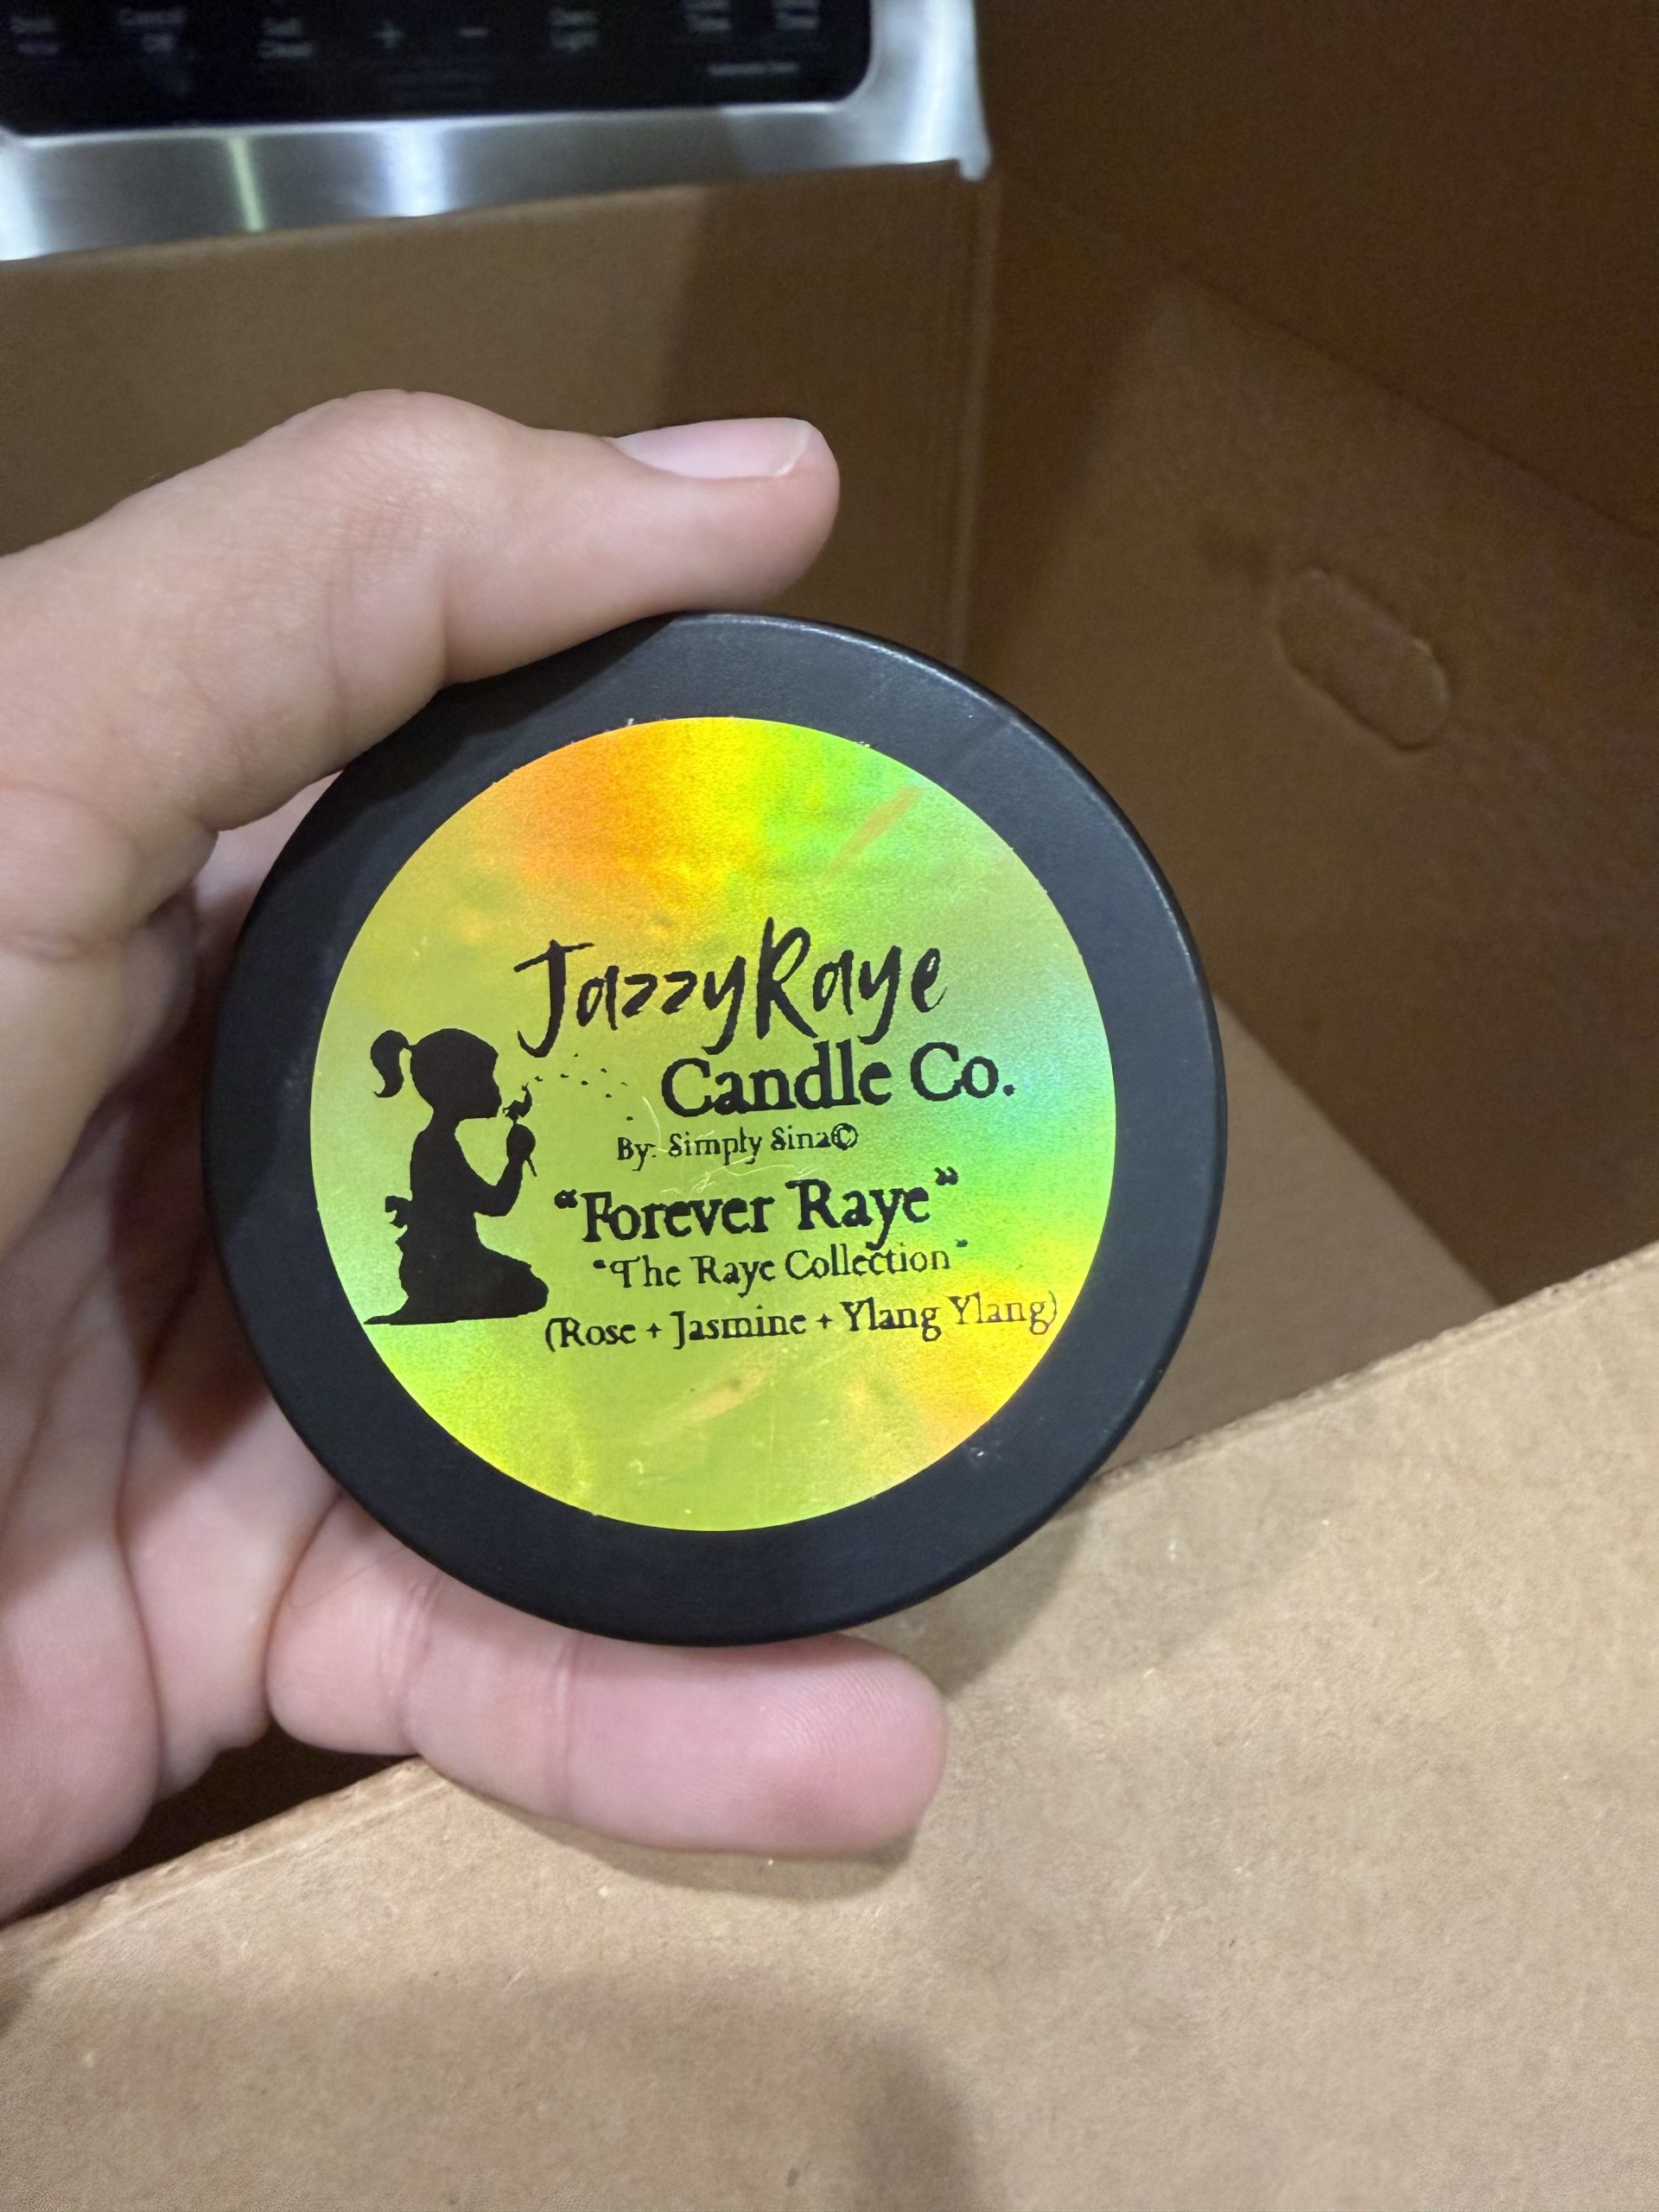 JazzyRaye
Candle Co.
By: Simply Sina©
“Forever Raye”
“The Raye Collection”
(Rose + Jasmine + Ylang Ylang)